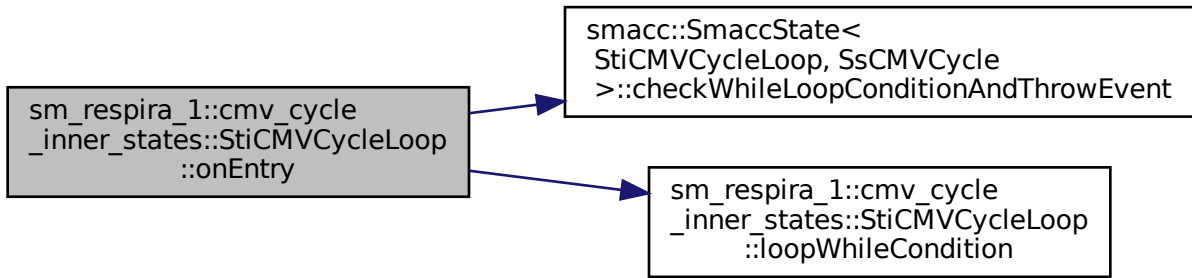 sm_respira_1::cmv_cycle
_inner_states::StiCMVCycleLoop
::onEntry
smacc::SmaccState<
StiCMVCycleLoop, SsCMVCycle
>::checkWhileLoopConditionAndThrowEvent
sm_respira_1::cmv_cycle
_inner_states::StiCMVCycleLoop
::loopWhileCondition